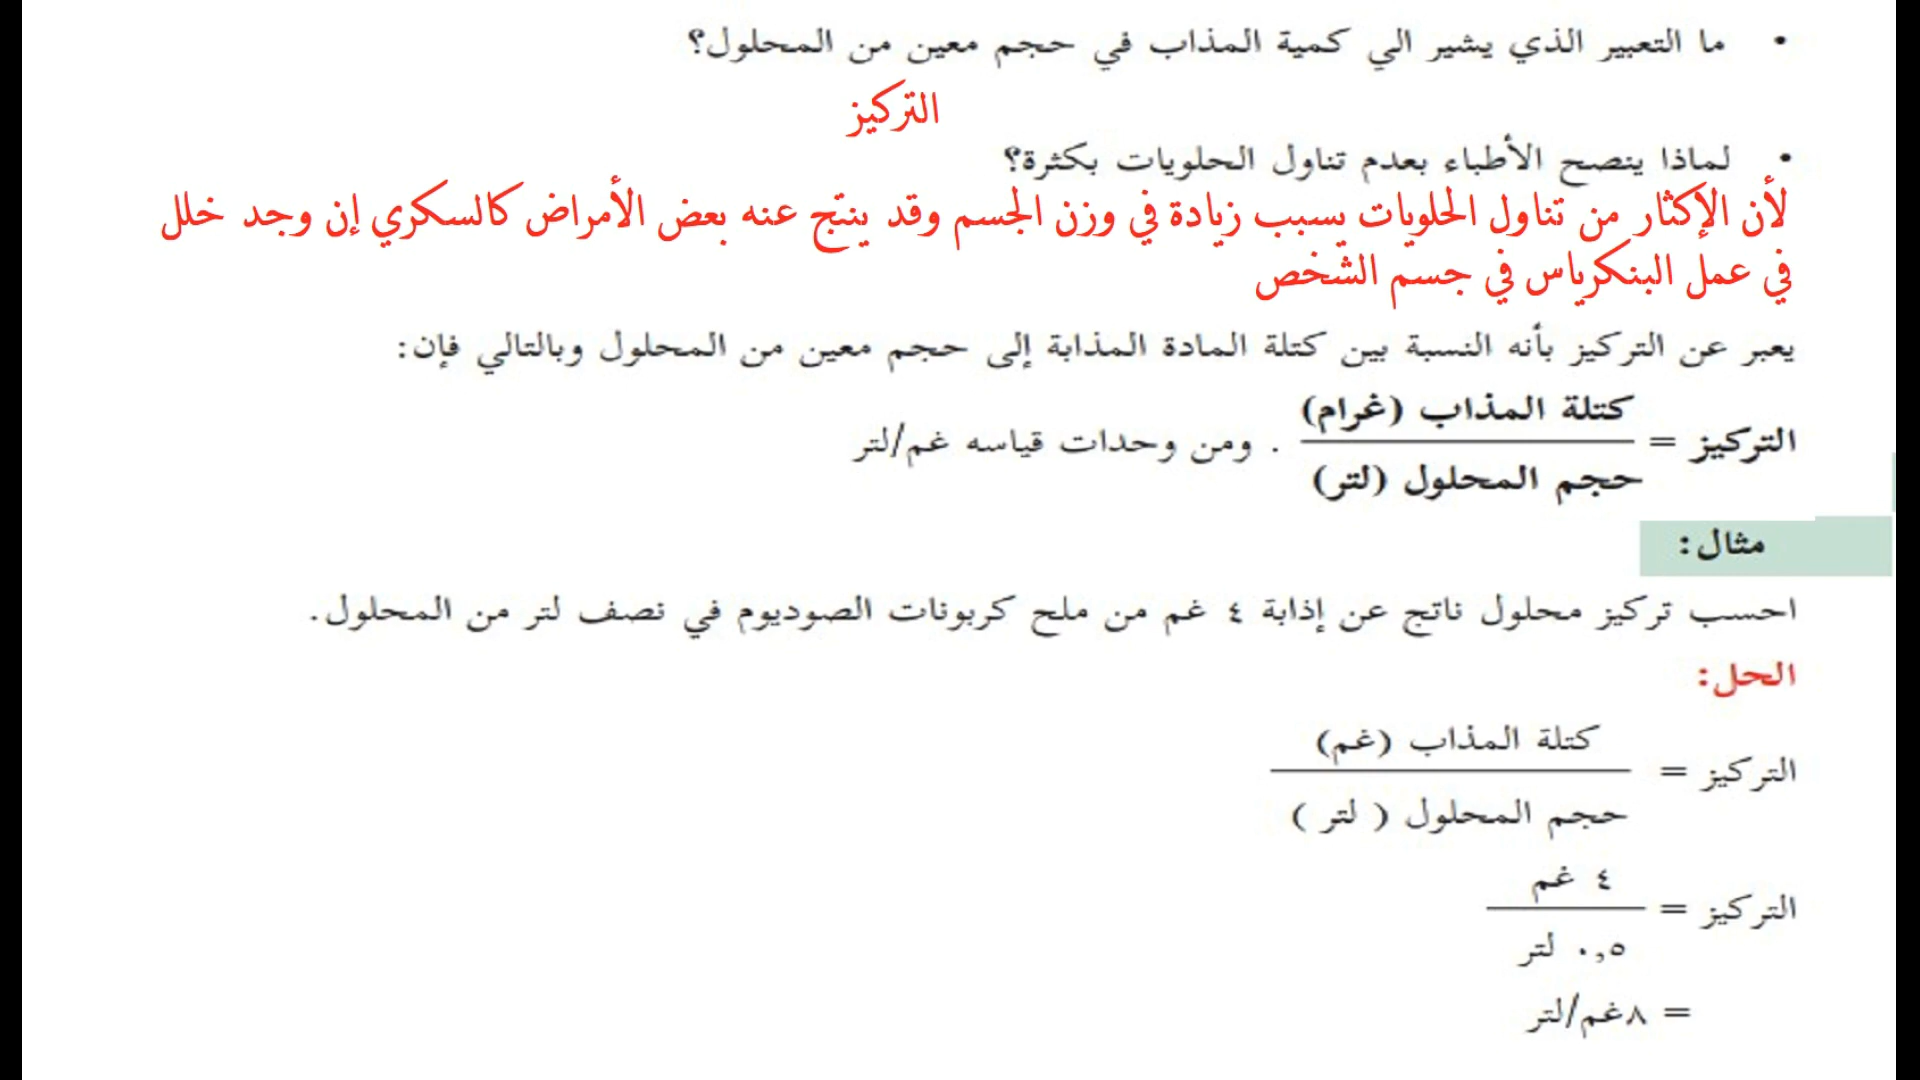 • ما التعبير الذي يشير الي كمية المذاب في حجم معين من المحلول؟
التركيز
• لماذا ينصح الأطباء بعدم تناول الحلويات بكثرة؟
لأن الإكثار من تناول الحلويات يسبب زيادة في وزن الجسم وقد ينتج عنه بعض الأمراض كالسكري إن وجد خلل
في عمل البنكرياس في جسم الشخص
يعبر عن التركيز بأنه النسبة بين كتلة المادة المذابة إلى حجم معين من المحلول وبالتالي فإن:
كتلة المذاب (غرام)
التركيز = . ومن وحدات قياسه غم/لتر
حجم المحلول (لتر)
مثال:
احسب تركيز محلول ناتج عن إذابة ٤ غم من ملح كربونات الصوديوم في نصف لتر من المحلول.
الحل:
كتلة المذاب (غم)
التركيز =
حجم المحلول ( لتر )
٤ غم
التركيز =
٠,٥ لتر
= ٨غم/لتر